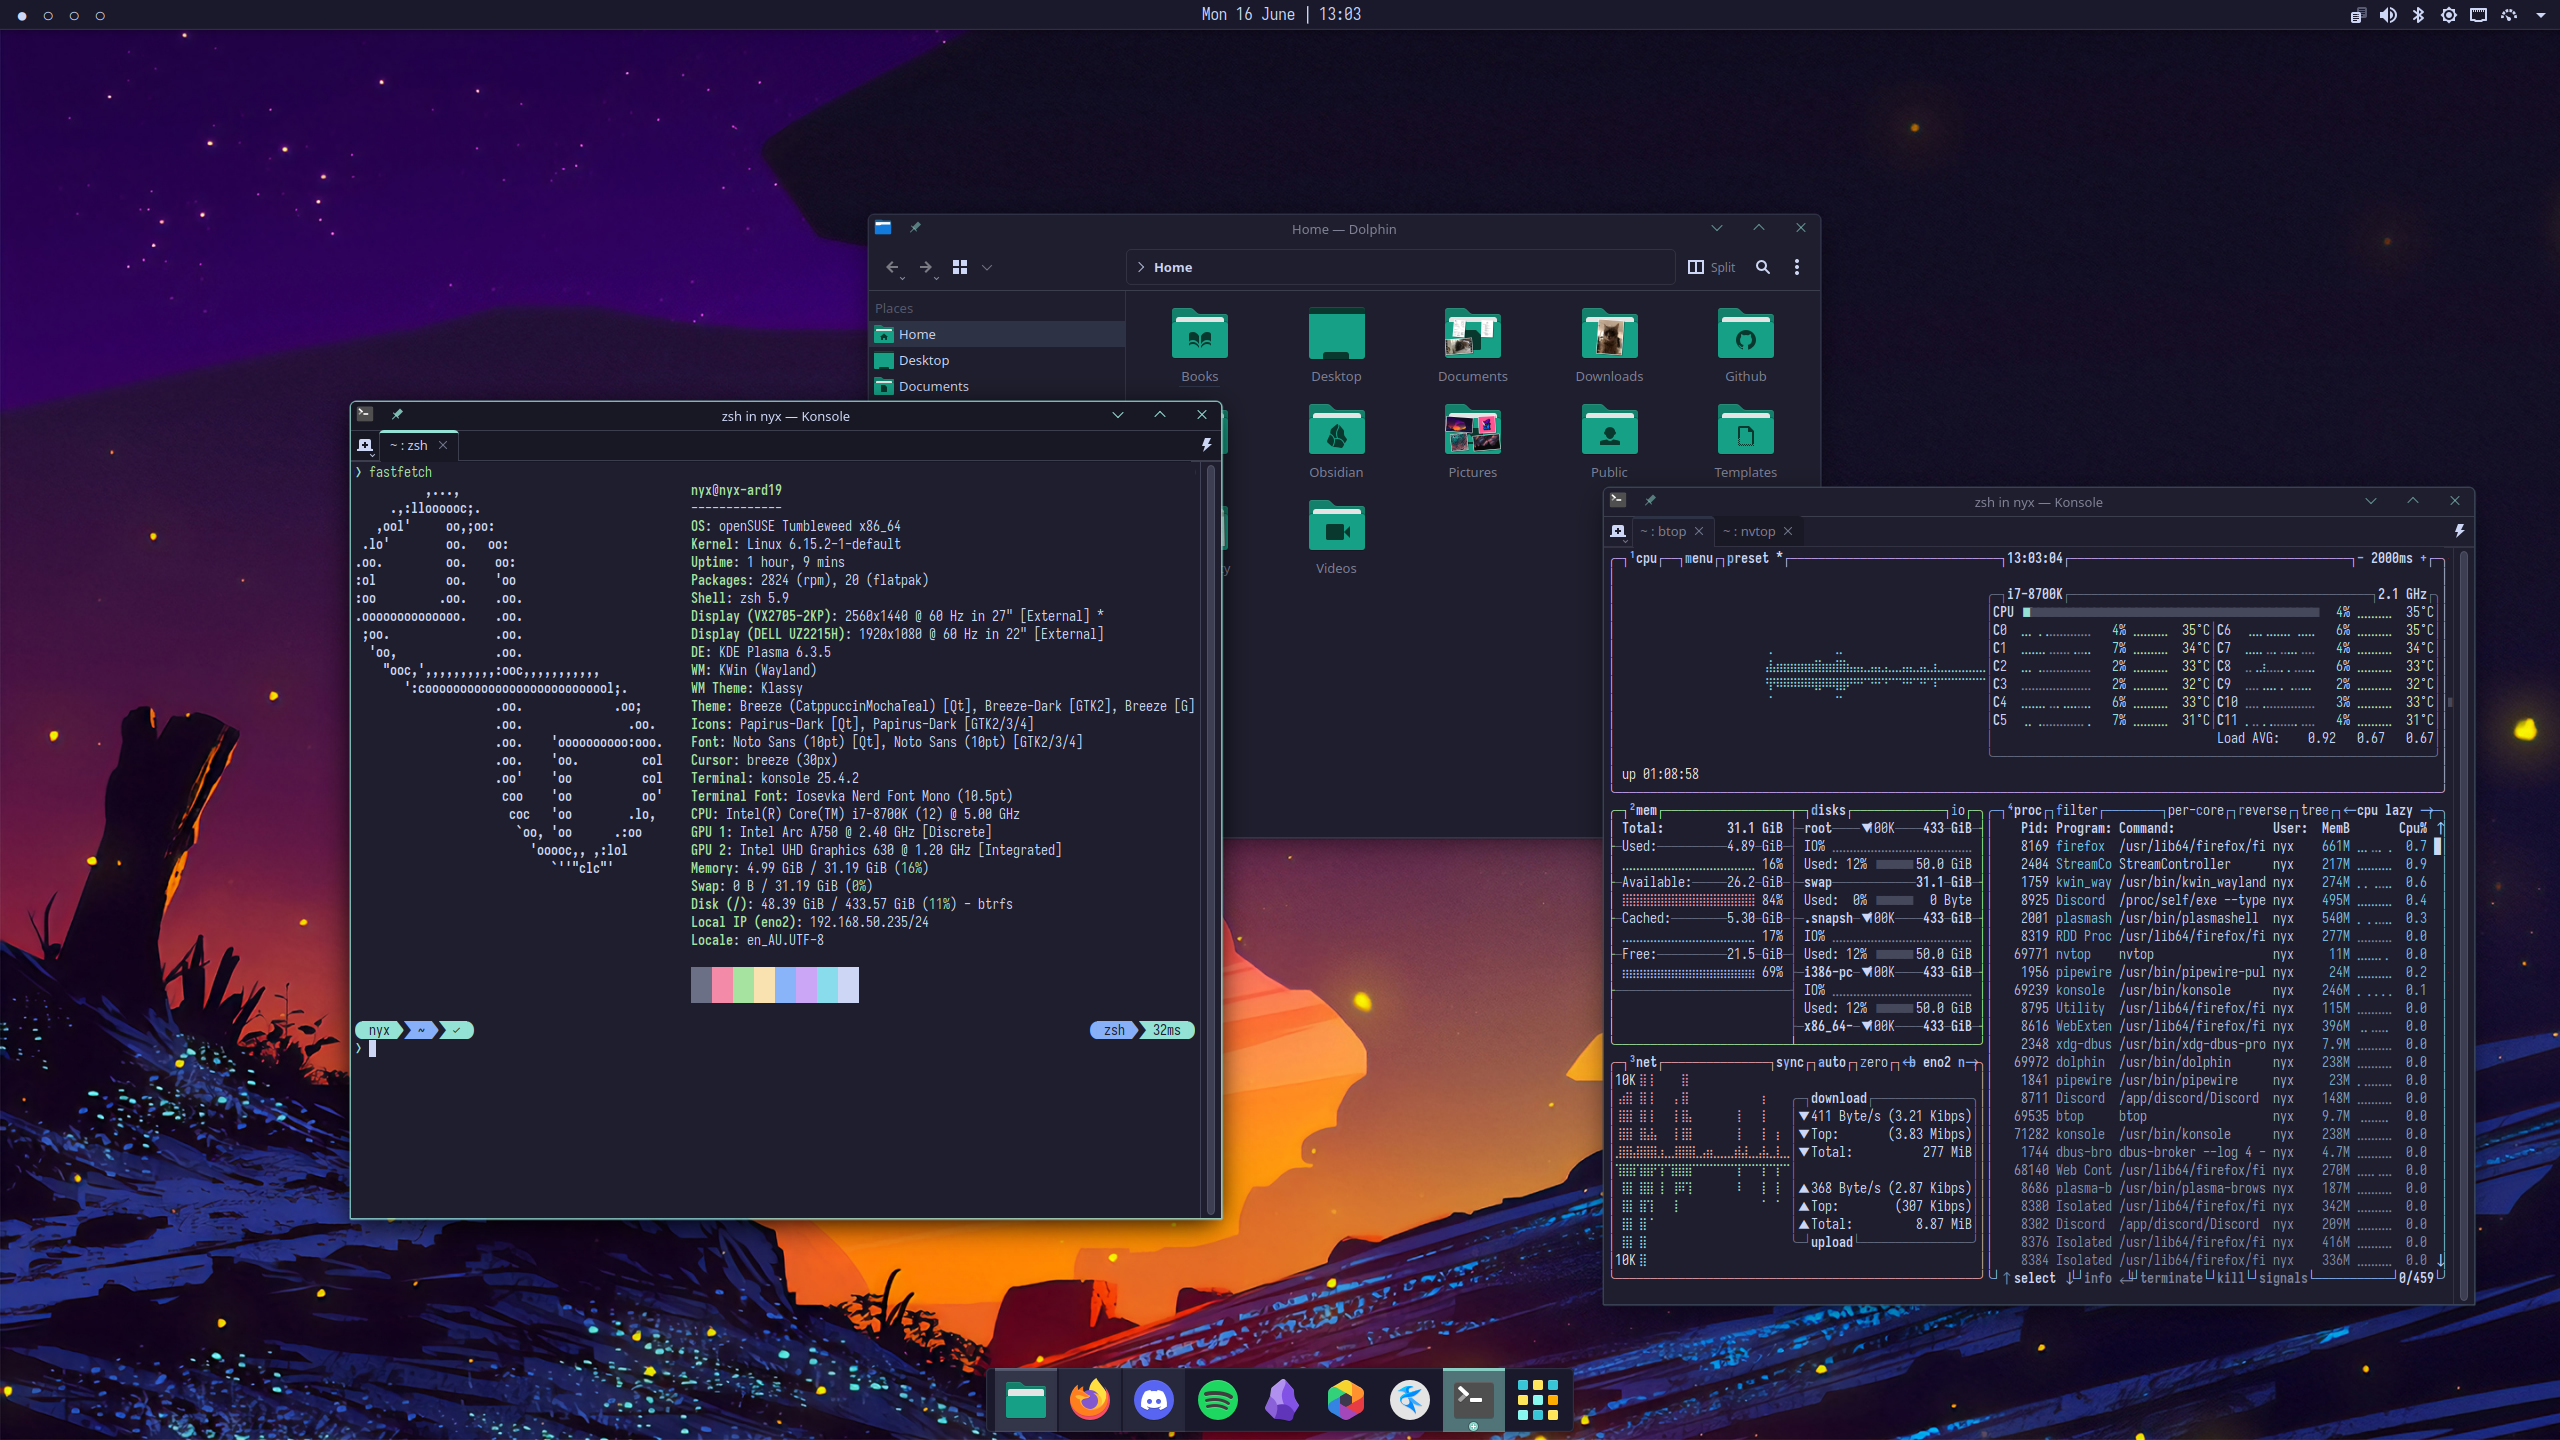 Mon 16 June | 13:03
Home — Dolphin
Home
Split
Places
Home
Desktop
Documents
Books
Desktop
Documents
Downloads
Github
Obsidian
Pictures
Public
Templates
Videos
zsh in nyx — Konsole
~ : zsh
❯ fastfetch
nyx@nyx-ard19
-------------
OS: openSUSE Tumbleweed x86_64
Kernel: Linux 6.15.2-1-default
Uptime: 1 hour, 9 mins
Packages: 2824 (rpm), 20 (flatpak)
Shell: zsh 5.9
Display (VX2705-2KP): 2560x1440 @ 60 Hz in 27" [External] *
Display (DELL UZ2215H): 1920x1080 @ 60 Hz in 22" [External]
DE: KDE Plasma 6.3.5
WM: KWin (Wayland)
WM Theme: Klassy
Theme: Breeze (CatppuccinMochaTeal) [Qt], Breeze-Dark [GTK2], Breeze [G]
Icons: Papirus-Dark [Qt], Papirus-Dark [GTK2/3/4]
Font: Noto Sans (10pt) [Qt], Noto Sans (10pt) [GTK2/3/4]
Cursor: breeze (30px)
Terminal: konsole 25.4.2
Terminal Font: Iosevka Nerd Font Mono (10.5pt)
CPU: Intel(R) Core(TM) i7-8700K (12) @ 5.00 GHz
GPU 1: Intel Arc A750 @ 2.40 GHz [Discrete]
GPU 2: Intel UHD Graphics 630 @ 1.20 GHz [Integrated]
Memory: 4.99 GiB / 31.19 GiB (16%)
Swap: 0 B / 31.19 GiB (0%)
Disk (/): 48.39 GiB / 433.57 GiB (11%) - btrfs
Local IP (eno2): 192.168.50.235/24
Locale: en_AU.UTF-8
nyx ~ ✓ zsh 32ms
❯
zsh in nyx — Konsole
~ : btop
~ : nvtop
¹cpu menu preset * 13:03:04 - 2000ms +
i7-8700K 2.1 GHz
CPU 4% 35°C
C0 4% 35°C C6 6% 35°C
C1 7% 34°C C7 4% 34°C
C2 2% 33°C C8 6% 33°C
C3 2% 32°C C9 2% 32°C
C4 6% 33°C C10 3% 33°C
C5 7% 31°C C11 4% 31°C
Load AVG: 0.92 0.67 0.67
up 01:08:58
²mem
Total: 31.1 GiB
Used: 4.89 GiB
16%
Available: 26.2 GiB
84%
Cached: 5.30 GiB
17%
Free: 21.5 GiB
69%
disks io
root ▼100K 433 GiB
IO%
Used: 12% 50.0 GiB
swap 31.1 GiB
Used: 0% 0 Byte
.snapsh ▼100K 433 GiB
IO%
Used: 12% 50.0 GiB
i386-pc ▼100K 433 GiB
IO%
Used: 12% 50.0 GiB
x86_64- ▼100K 433 GiB
³net sync auto zero <b eno2 n>
10K
download
▼411 Byte/s (3.21 Kibps)
▼Top: (3.83 Mibps)
▼Total: 277 MiB
▲368 Byte/s (2.87 Kibps)
▲Top: (307 Kibps)
▲Total: 8.87 MiB
upload
10K
⁴proc filter per-core reverse tree ← cpu lazy →
Pid: Program: Command: User: MemB Cpu% ↑
8169 firefox /usr/lib64/firefox/fi nyx 661M 0.7
2404 StreamCo StreamController nyx 217M 0.9
1759 kwin_way /usr/bin/kwin_wayland nyx 274M 0.6
8925 Discord /proc/self/exe --type nyx 495M 0.4
2001 plasmash /usr/bin/plasmashell nyx 540M 0.3
8319 RDD Proc /usr/lib64/firefox/fi nyx 277M 0.0
69771 nvtop nvtop nyx 11M 0.0
1956 pipewire /usr/bin/pipewire-pul nyx 24M 0.2
69239 konsole /usr/bin/konsole nyx 246M 0.1
8795 Utility /usr/lib64/firefox/fi nyx 115M 0.0
8616 WebExten /usr/lib64/firefox/fi nyx 396M 0.0
2348 xdg-dbus /usr/bin/xdg-dbus-pro nyx 7.9M 0.0
69972 dolphin /usr/bin/dolphin nyx 238M 0.0
1841 pipewire /usr/bin/pipewire nyx 23M 0.0
8711 Discord /app/discord/Discord nyx 148M 0.0
69535 btop btop nyx 9.7M 0.0
71282 konsole /usr/bin/konsole nyx 238M 0.0
1744 dbus-bro dbus-broker --log 4 - nyx 4.7M 0.0
68140 Web Cont /usr/lib64/firefox/fi nyx 270M 0.0
8686 plasma-b /usr/bin/plasma-brows nyx 187M 0.0
8380 Isolated /usr/lib64/firefox/fi nyx 342M 0.0
8302 Discord /app/discord/Discord nyx 209M 0.0
8376 Isolated /usr/lib64/firefox/fi nyx 416M 0.0
8384 Isolated /usr/lib64/firefox/fi nyx 336M 0.0 ↓
↑ select ↓ info ↵ terminate kill signals 0/459